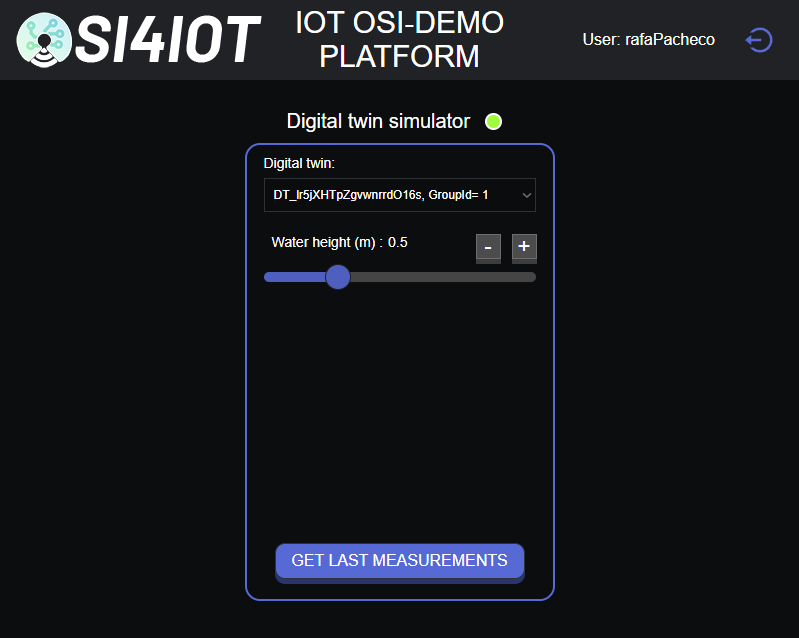 SI4IOT
IOT OSI-DEMO
PLATFORM
User: rafaPacheco
Digital twin simulator
Digital twin:
DT_Ir5jXHTpZgvwnrrdO16s, GroupId= 1
Water height (m) : 0.5
- +
GET LAST MEASUREMENTS